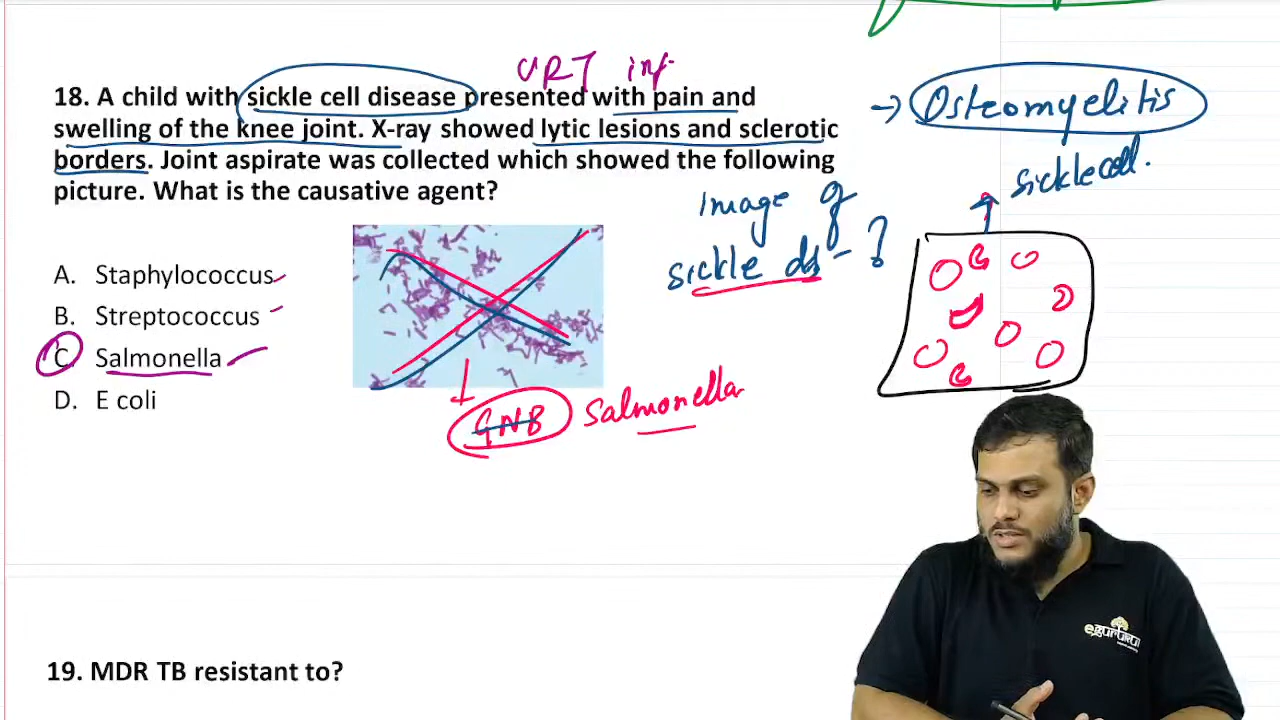 URT inf
18. A child with sickle cell disease presented with pain and
swelling of the knee joint. X-ray showed lytic lesions and sclerotic
borders. Joint aspirate was collected which showed the following
picture. What is the causative agent?
→ Osteomyelitis
sickle cell.
Image of
sickle ds - ?
A. Staphylococcus
B. Streptococcus
C. Salmonella
D. E coli
GNB Salmonella
egurukul
19. MDR TB resistant to?